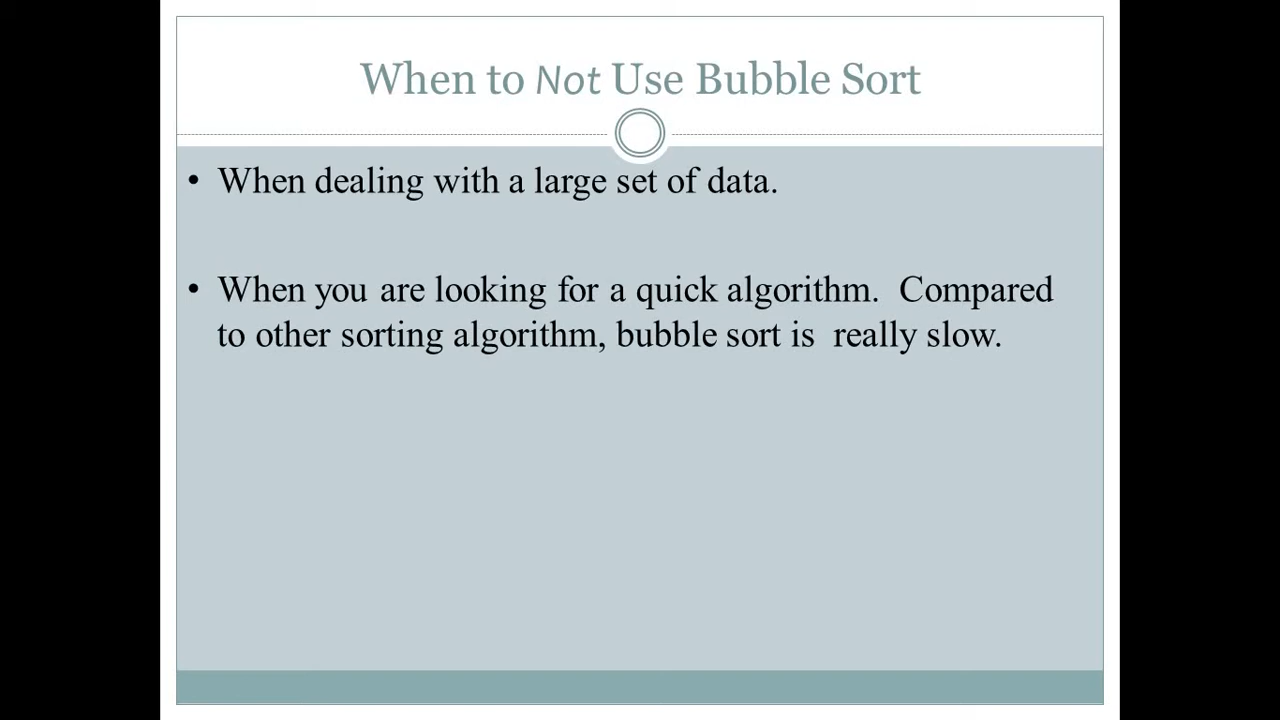 When to Not Use Bubble Sort
• When dealing with a large set of data.
• When you are looking for a quick algorithm.  Compared
to other sorting algorithm, bubble sort is  really slow.